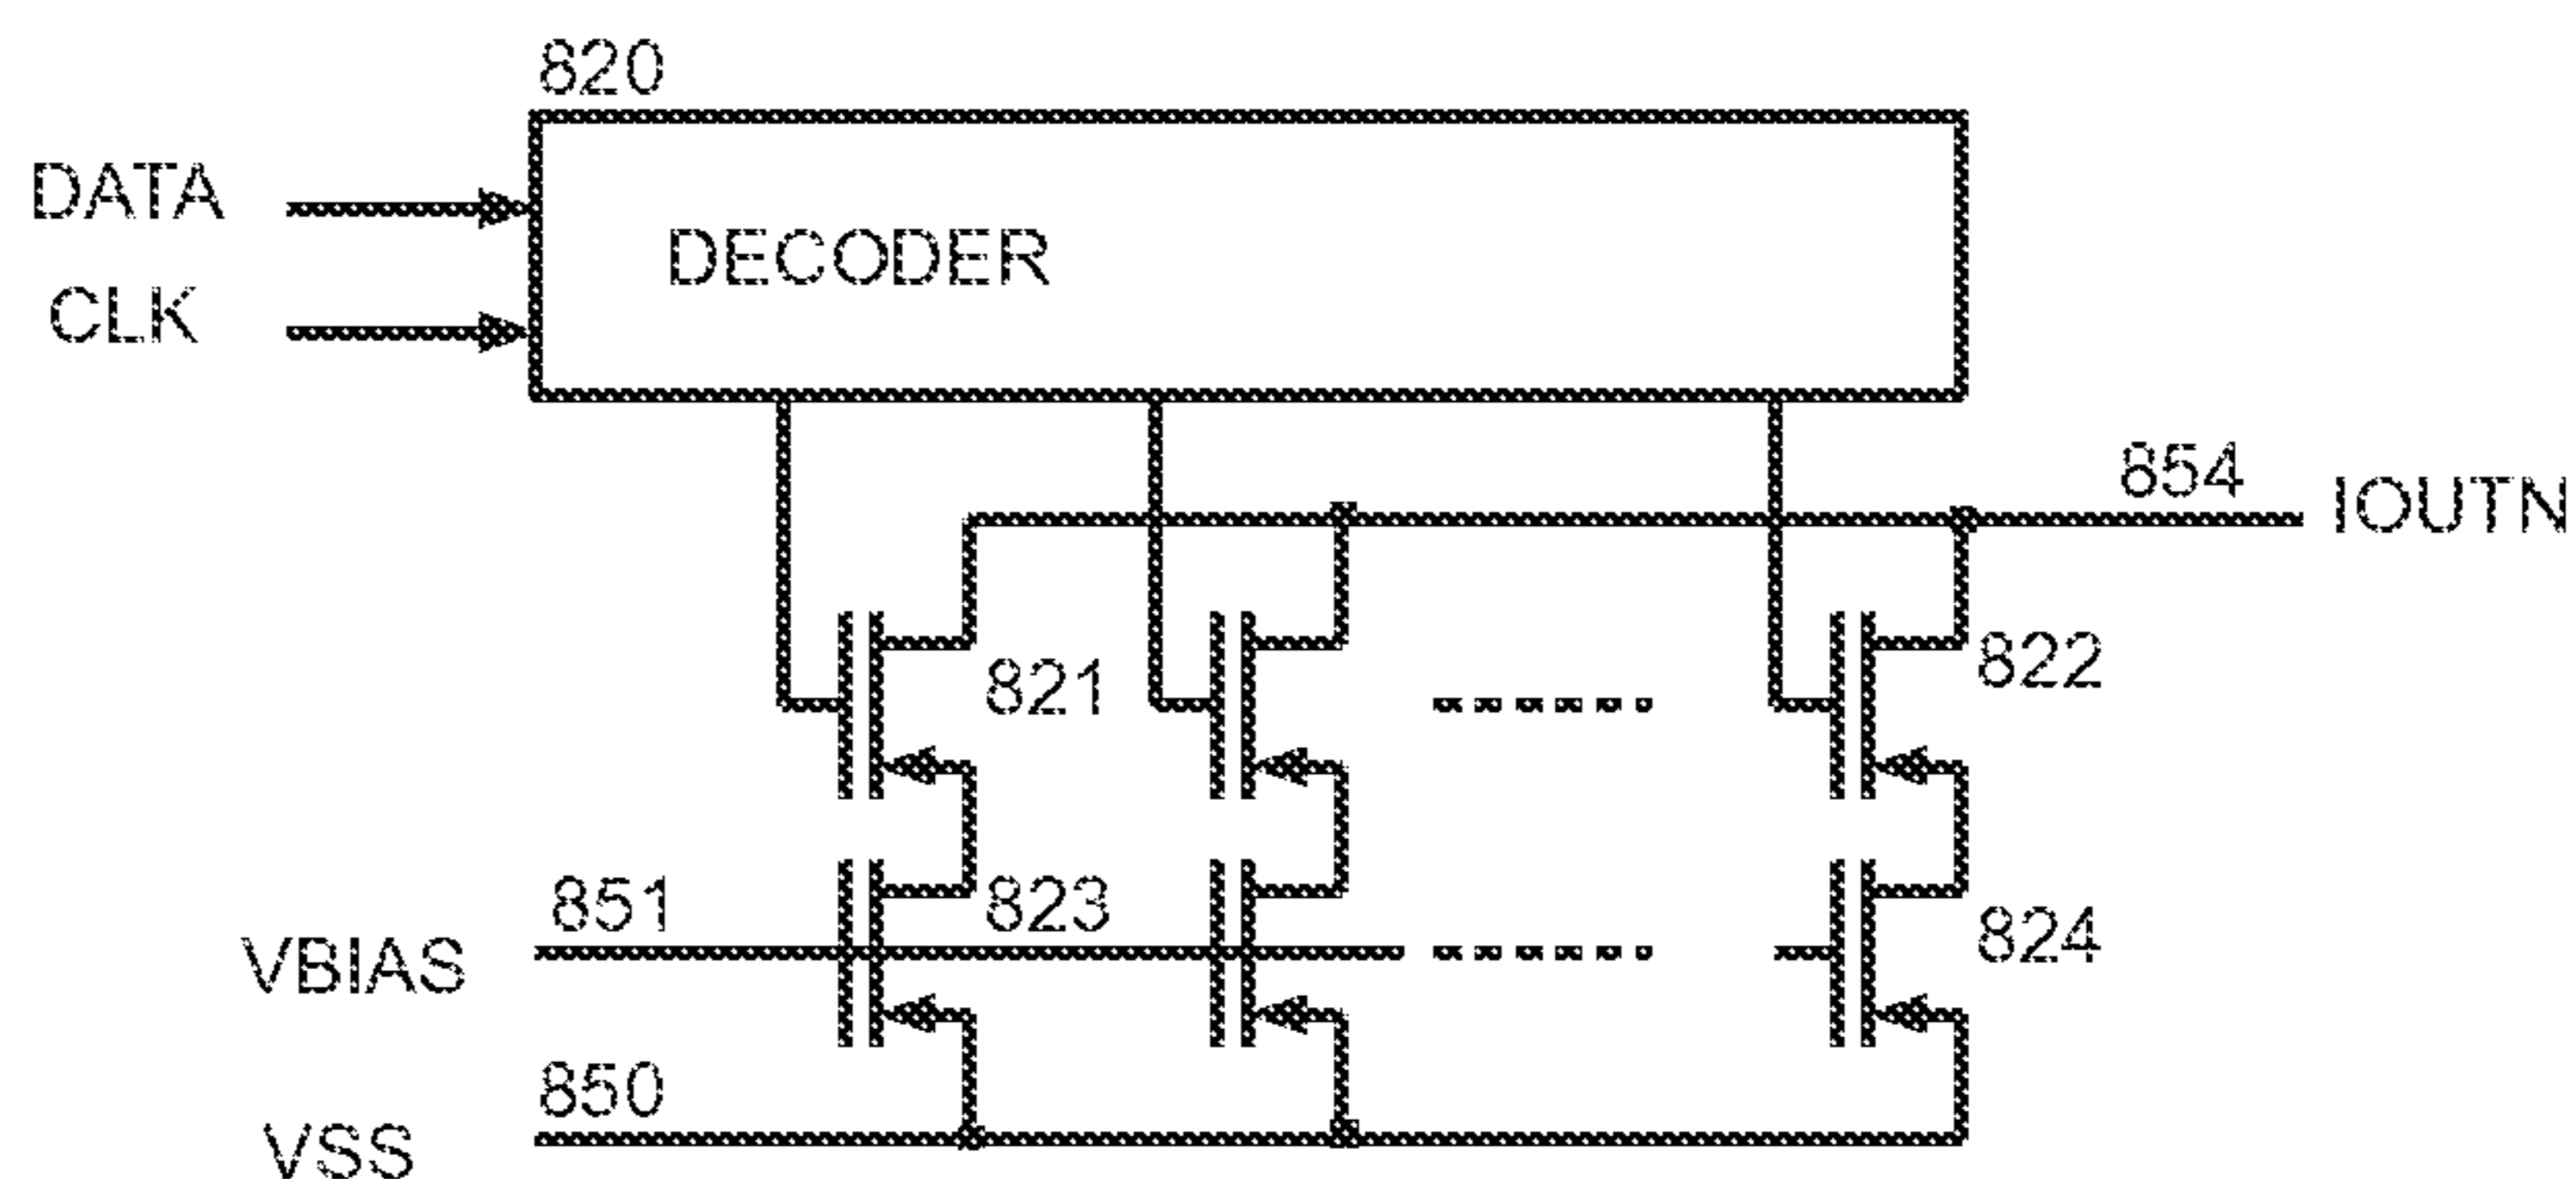 820
DATA
DECODER
CLK
854
IOUTN
821
822
851
823
824
VBIAS
850
VSS